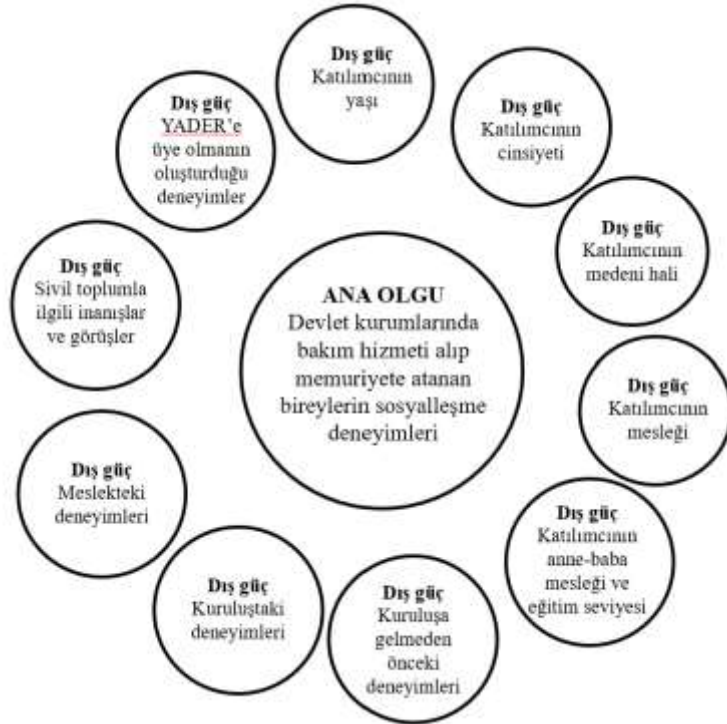 Dış güç
Katılımcının
yaşı
Dış güç
Katılımcının
cinsiyeti
Dış güç
Katılımcının
medeni hali
Dış güç
Katılımcının
mesleği
Dış güç
Katılımcının
anne-baba
mesleği ve
eğitim seviyesi
Dış güç
Kuruluşa
gelmeden
önceki
deneyimleri
Dış güç
Kuruluştaki
deneyimleri
Dış güç
Meslekteki
deneyimleri
Dış güç
Sivil toplumla
ilgili inanışlar
ve görüşler
Dış güç
YADER’e
üye olmanın
oluşturduğu
deneyimler
ANA OLGU
Devlet kurumlarında
bakım hizmeti alıp
memuriyete atanan
bireylerin sosyalleşme
deneyimleri